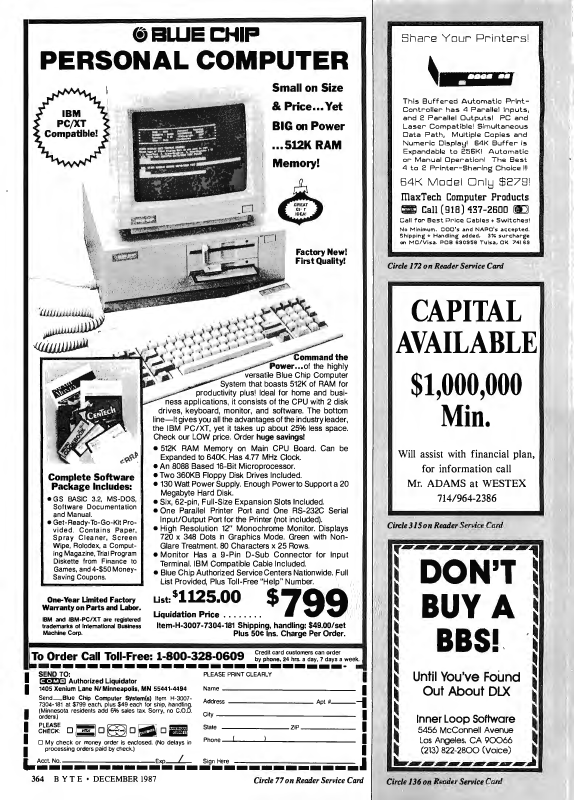 BLUE CHIP
PERSONAL COMPUTER
IBM
PC/XT
Compatible!
Small on Size
& Price...Yet
BIG on Power
...512K RAM
Memory!
GREAT
GIFT
IDEA!
Factory New!
First Quality!
Command the
Power...of the highly
versatile Blue Chip Computer
System that boasts 512K of RAM for
productivity plus! Ideal for home and busi-
ness applications, it consists of the CPU with 2 disk
drives, keyboard, monitor, and software. The bottom
line—it gives you all the advantages of the industry leader,
the IBM PC/XT, yet it takes up about 25% less space.
Check our LOW price. Order huge savings!
• 512K RAM Memory on Main CPU Board. Can be
Expanded to 640K. Has 4.77 MHz Clock.
• An 8088 Based 16-Bit Microprocessor.
• Two 360KB Floppy Disk Drives Included.
• 130 Watt Power Supply. Enough Power to Support a 20
Megabyte Hard Disk.
• Six, 62-pin, Full-Size Expansion Slots Included.
• One Parallel Printer Port and One RS-232C Serial
Input/Output Port for the Printer (not included).
• High Resolution 12" Monochrome Monitor. Displays
720 x 348 Dots in Graphics Mode. Green with Non-
Glare Treatment. 80 Characters x 25 Rows.
• Monitor Has a 9-Pin D-Sub Connector for Input
Terminal. IBM Compatible Cable Included.
• Blue Chip Authorized Service Centers Nationwide. Full
List Provided, Plus Toll-Free "Help" Number.
CENTECH
Complete Software
Package Includes:
• GS BASIC 3.2, MS-DOS,
Software Documentation
and Manual.
• Get-Ready-To-Go-Kit Pro-
vided. Contains Paper,
Spray Cleaner, Screen
Wipe, Rolodex, a Comput-
ing Magazine, Trial Program
Diskette from Finance to
Games, and 4-$50 Money-
Saving Coupons.
One-Year Limited Factory
Warranty on Parts and Labor.
IBM and IBM-PC/XT are registered
trademarks of International Business
Machine Corp.
List: $1125.00
Liquidation Price ........ $799
Item-H-3007-7304-181 Shipping, handling: $49.00/set
Plus 50¢ Ins. Charge Per Order.
To Order Call Toll-Free: 1-800-328-0609
Credit card customers can order
by phone, 24 hrs. a day, 7 days a week.
SEND TO:
COMB Authorized Liquidator
1405 Xenium Lane N/Minneapolis, MN 55441-4494
Send Blue Chip Computer System(s) Item H-3007-
7304-181 at $799 each, plus $49 each for ship, handling.
(Minnesota residents add 6% sales tax. Sorry, no C.O.D.
orders.)
PLEASE
CHECK:
My check or money order is enclosed. (No delays in
processing orders paid by check.)
Acct. No. Exp. /
PLEASE PRINT CLEARLY
Name
Address Apt. #
City
State ZIP
Phone ( )
Sign Here
364 BYTE • DECEMBER 1987
Circle 77 on Reader Service Card
Share Your Printers!
This Buffered Automatic Print-
Controller has 4 Parallel Inputs,
and 2 Parallel Outputs! PC and
Laser Compatible! Simultaneous
Data Path, Multiple Copies and
Numeric Display! 64K Buffer is
Expandable to 256K! Automatic
or Manual Operation! The Best
4 to 2 Printer-Sharing Choice!!!
64K Model Only $279!
MaxTech Computer Products
Call (918) 437-2600
Call for Best Price Cables + Switches!
No Minimum. COD's and NAPO's accepted.
Shipping + Handling added. 3% surcharge
on MC/Visa. POB 690958 Tulsa, OK 74169
Circle 172 on Reader Service Card
CAPITAL
AVAILABLE
$1,000,000
Min.
Will assist with financial plan,
for information call
Mr. ADAMS at WESTEX
714/964-2386
Circle 315 on Reader Service Card
DON'T
BUY A
BBS!
Until You've Found
Out About DLX
Inner Loop Software
5456 McConnell Avenue
Los Angeles, CA 90066
(213) 822-2800 (Voice)
Circle 136 on Reader Service Card